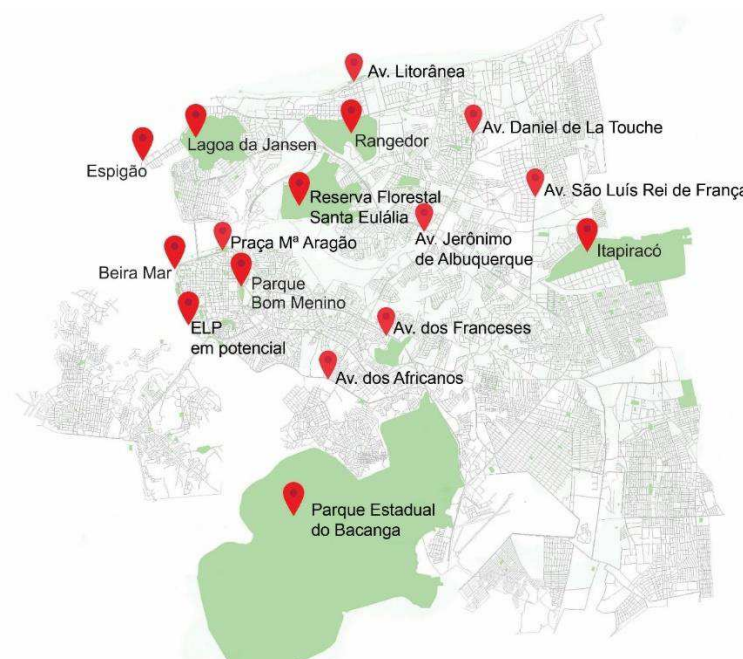 Av. Litorânea
Lagoa da Jansen
Rangedor
Av. Daniel de La Touche
Espigão
Reserva Florestal
Santa Eulália
Av. São Luís Rei de França
Praça Mª Aragão
Av. Jerônimo
de Albuquerque
Itapiracó
Beira Mar
Parque
Bom Menino
ELP
em potencial
Av. dos Franceses
Av. dos Africanos
Parque Estadual
do Bacanga